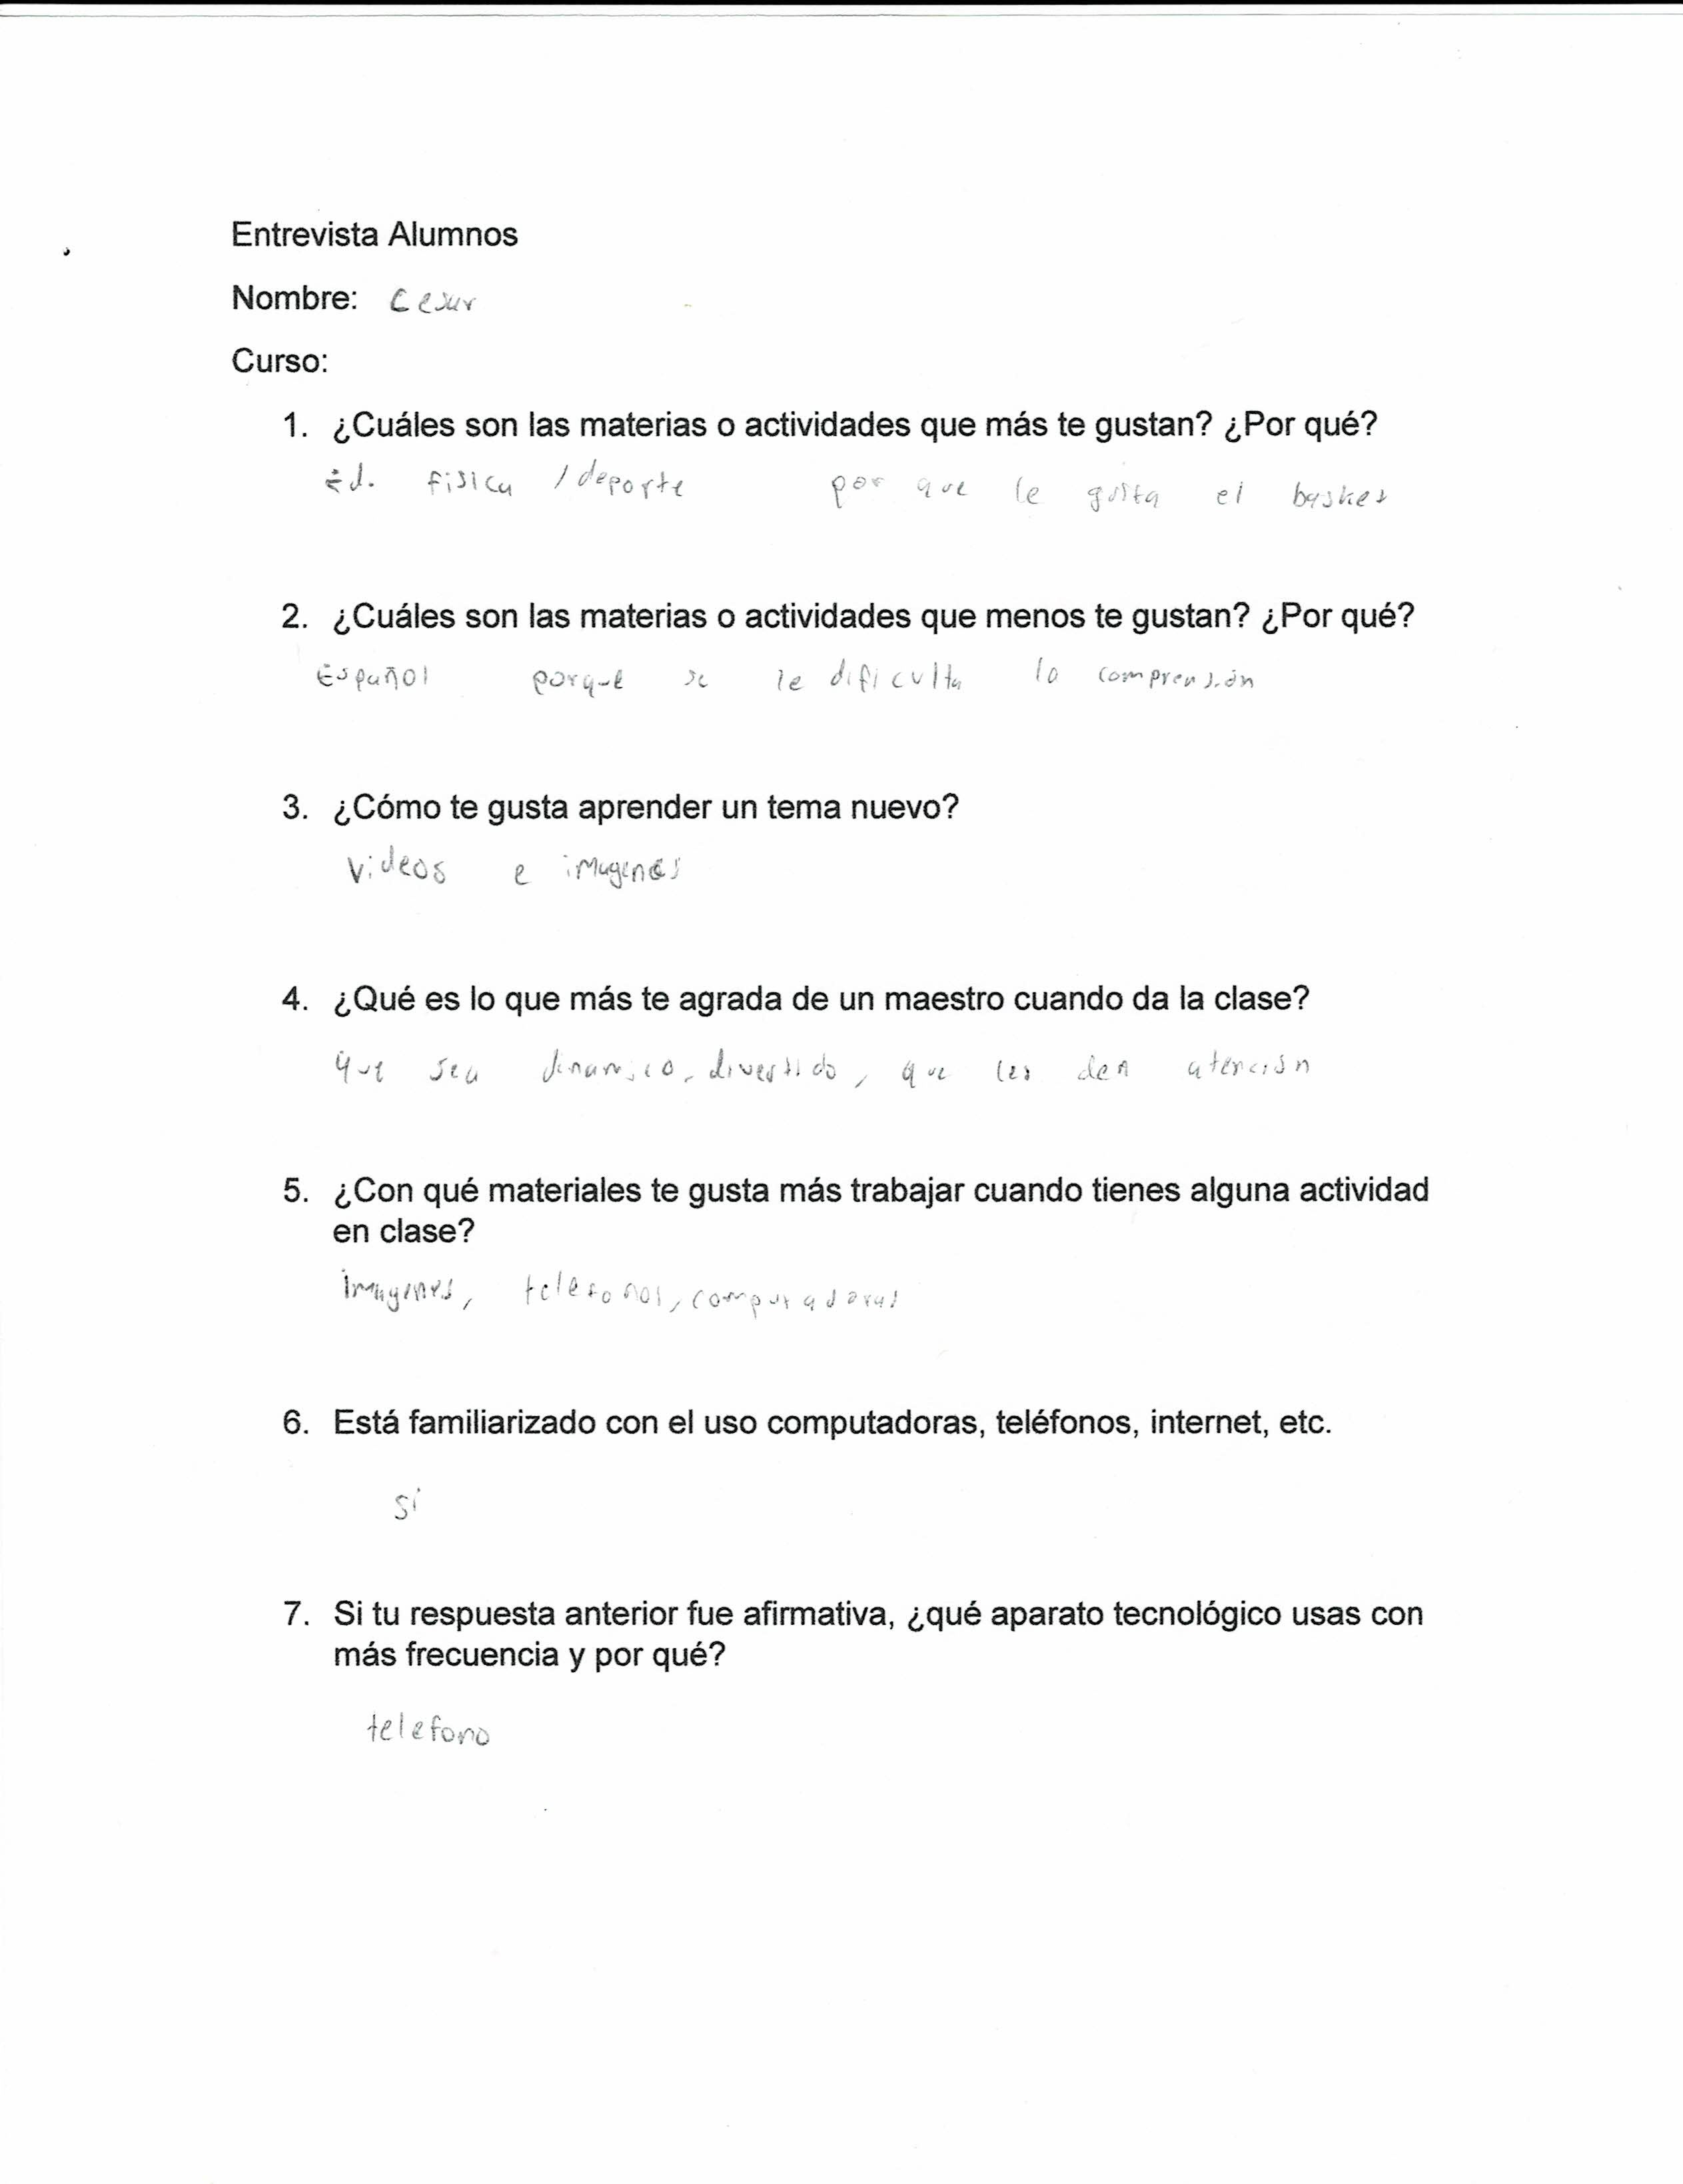 Entrevista Alumnos
Nombre: Cesar
Curso:
1. ¿Cuáles son las materias o actividades que más te gustan? ¿Por qué?
Ed. fisica / deporte por que le gusta el basket
2. ¿Cuáles son las materias o actividades que menos te gustan? ¿Por qué?
Español porque se le dificulta la comprensión
3. ¿Cómo te gusta aprender un tema nuevo?
Videos e imagenes
4. ¿Qué es lo que más te agrada de un maestro cuando da la clase?
que sea dinamico, divertido, que les den atención
5. ¿Con qué materiales te gusta más trabajar cuando tienes alguna actividad
en clase?
imagenes, telefonos, computadoras
6. Está familiarizado con el uso computadoras, teléfonos, internet, etc.
si
7. Si tu respuesta anterior fue afirmativa, ¿qué aparato tecnológico usas con
más frecuencia y por qué?
telefono